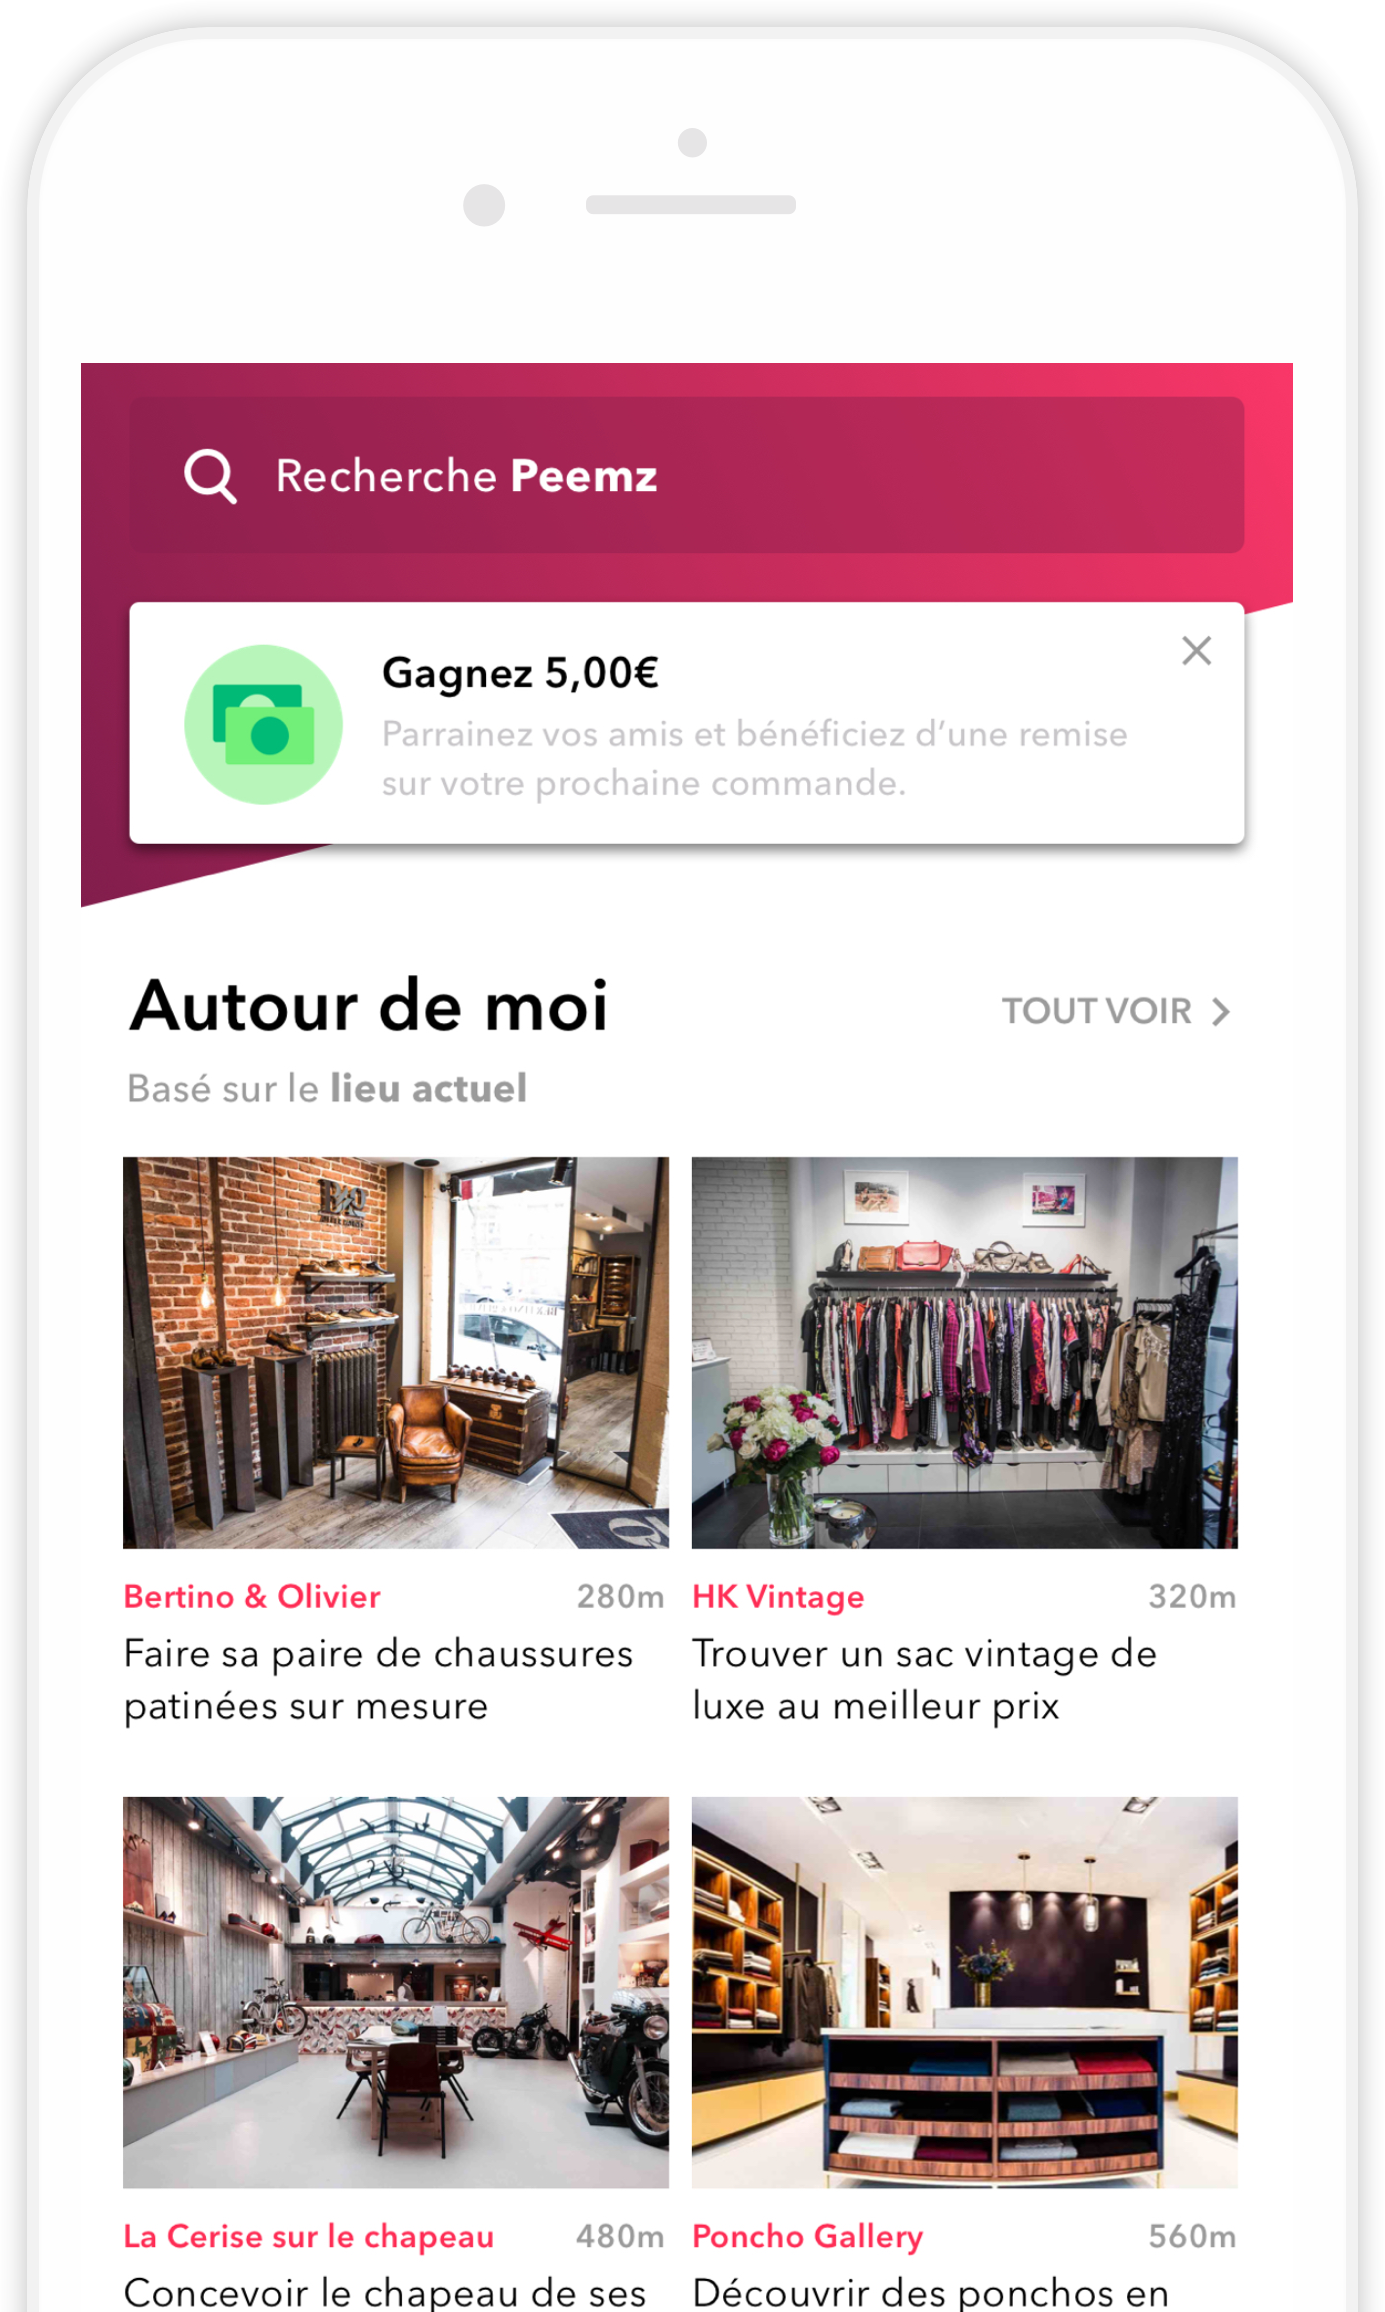 Recherche Peemz
Gagnez 5,00€
Parrainez vos amis et bénéficiez d’une remise
sur votre prochaine commande.
Autour de moi
TOUT VOIR
Basé sur le lieu actuel
Bertino & Olivier 280m
Faire sa paire de chaussures
patinées sur mesure
HK Vintage 320m
Trouver un sac vintage de
luxe au meilleur prix
La Cerise sur le chapeau 480m
Concevoir le chapeau de ses
Poncho Gallery 560m
Découvrir des ponchos en